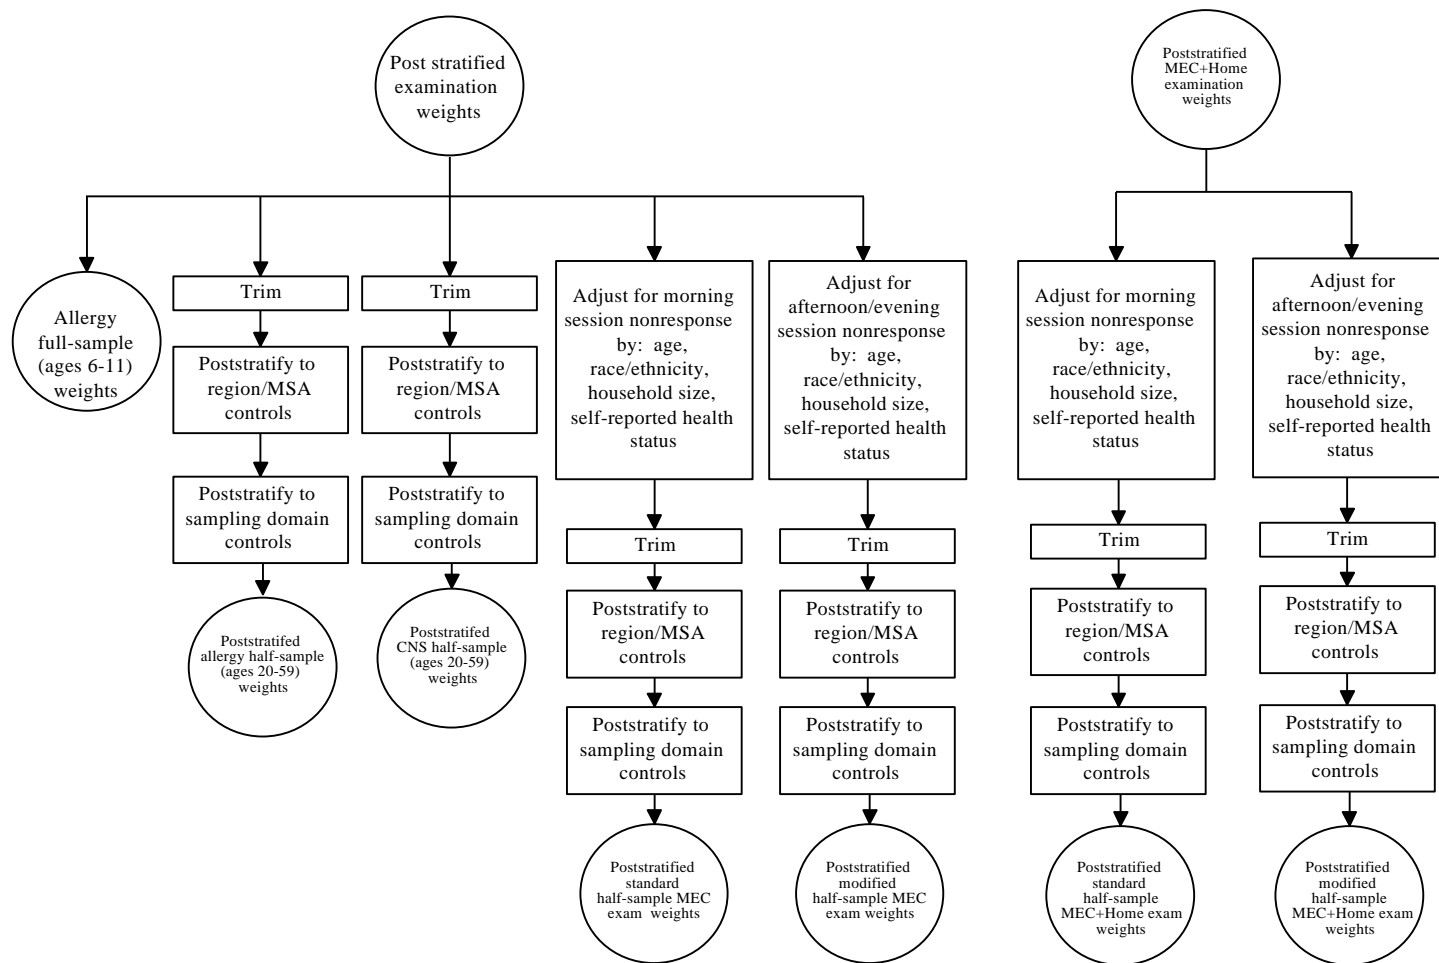 Post stratified
examination
weights
Poststratified
MEC+Home
examination
weights
Allergy
full-sample
(ages 6-11)
weights
Trim
Poststratify to
region/MSA
controls
Poststratify to
sampling domain
controls
Poststratifed
allergy half-sample
(ages 20-59)
weights
Trim
Poststratify to
region/MSA
controls
Poststratify to
sampling domain
controls
Poststratifed
CNS half-sample
(ages 20-59)
weights
Adjust for morning
session nonresponse
by: age,
race/ethnicity,
household size,
self-reported health
status
Trim
Poststratify to
region/MSA
controls
Poststratify to
sampling domain
controls
Poststratified
standard
half-sample MEC
exam weights
Adjust for
afternoon/evening
session nonresponse
by: age,
race/ethnicity,
household size,
self-reported health
status
Trim
Poststratify to
region/MSA
controls
Poststratify to
sampling domain
controls
Poststratified
modified
half-sample MEC
exam weights
Adjust for morning
session nonresponse
by: age,
race/ethnicity,
household size,
self-reported health
status
Trim
Poststratify to
region/MSA
controls
Poststratify to
sampling domain
controls
Poststratified
standard
half-sample
MEC+Home exam
weights
Adjust for
afternoon/evening
session nonresponse
by: age,
race/ethnicity,
household size,
self-reported health
status
Trim
Poststratify to
region/MSA
controls
Poststratify to
sampling domain
controls
Poststratified
modified
half-sample
MEC+Home exam
weights